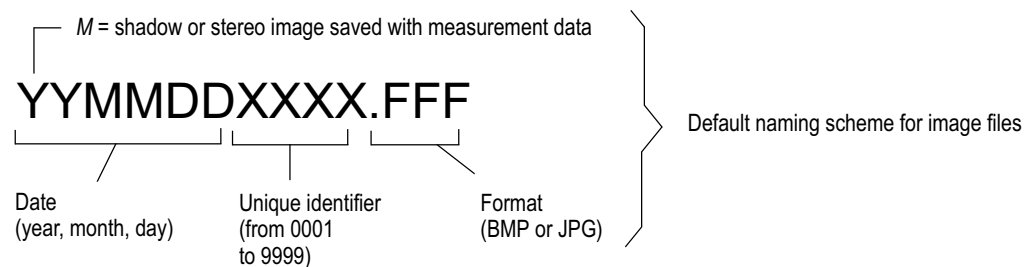 M = shadow or stereo image saved with measurement data
YYMMDDXXXX.FFF
Default naming scheme for image files
Date
(year, month, day)
Unique identifier
(from 0001
to 9999)
Format
(BMP or JPG)